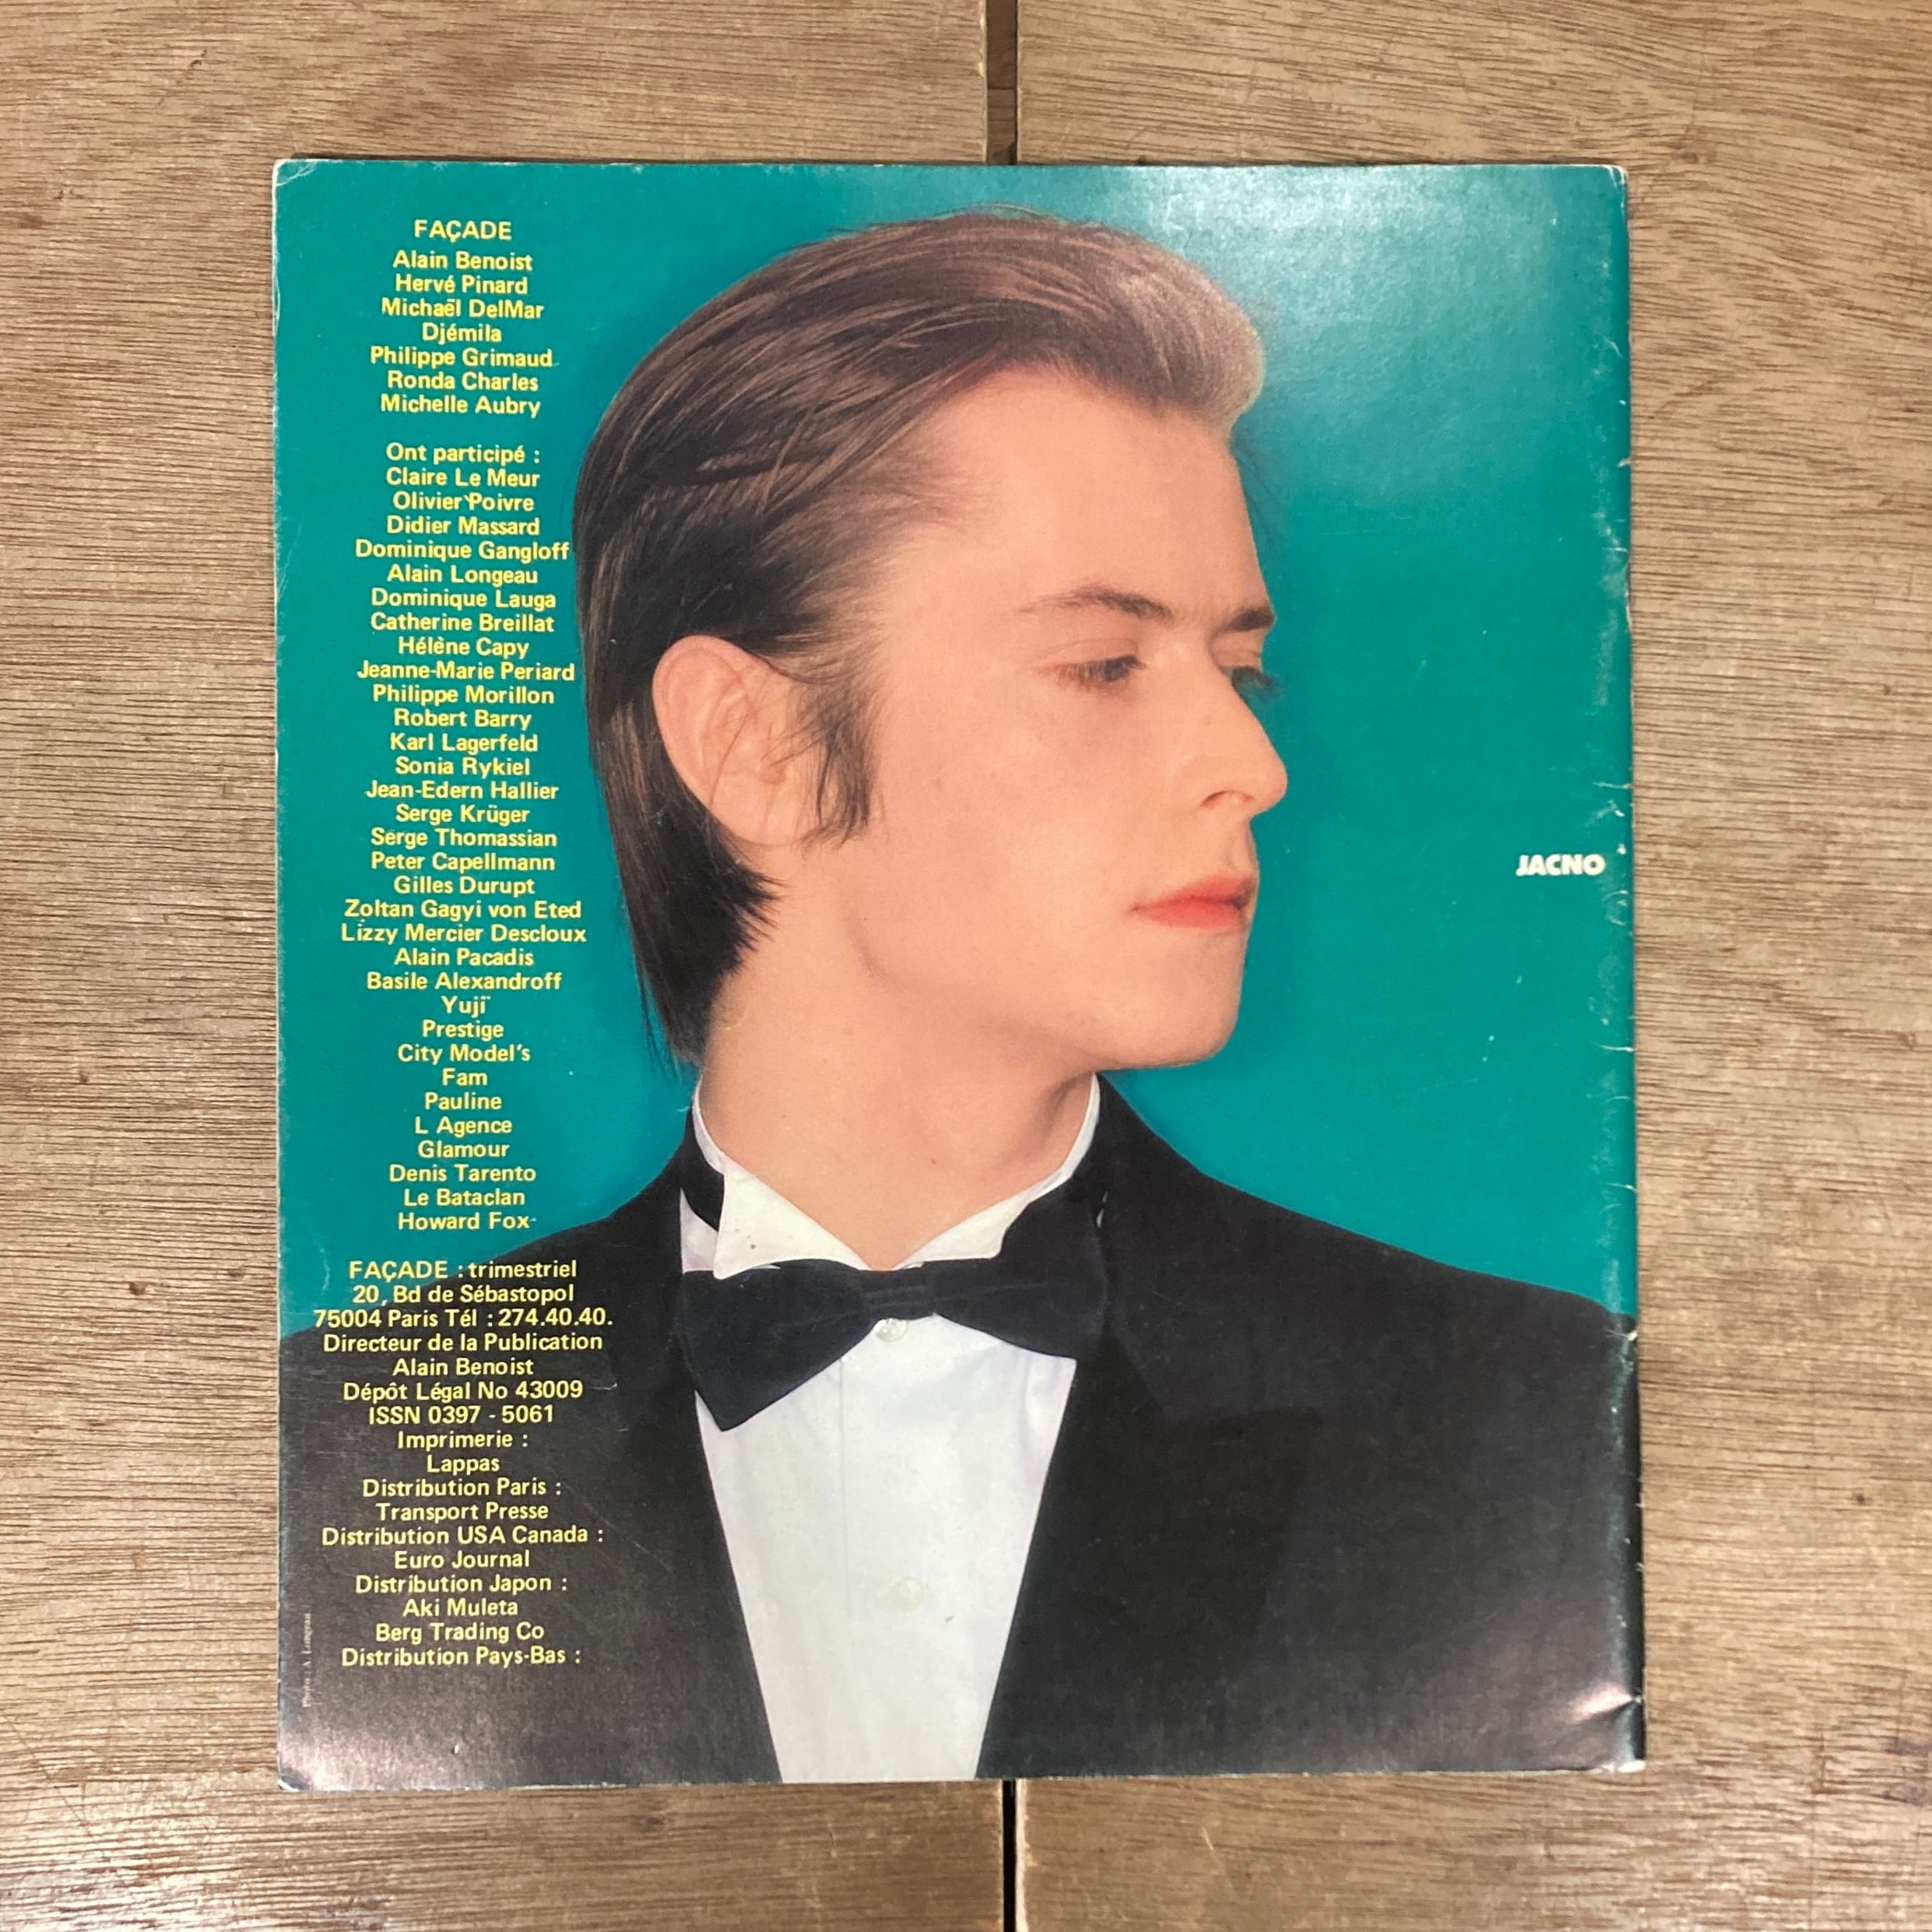 FAÇADE
Alain Benoist
Hervé Pinard
Michaël DelMar
Djémila
Philippe Grimaud
Ronda Charles
Michelle Aubry
Ont participé :
Claire Le Meur
Olivier Poivre
Didier Massard
Dominique Gangloff
Alain Longeau
Dominique Lauga
Catherine Breillat
Hélène Capy
Jeanne-Marie Periard
Philippe Morillon
Robert Barry
Karl Lagerfeld
Sonia Rykiel
Jean-Edern Hallier
Serge Krüger
Serge Thomassian
Peter Capellmann
Gilles Durupt
Zoltan Gagyi von Eted
Lizzy Mercier Descloux
Alain Pacadis
Basile Alexandroff
Yujï
Prestige
City Model's
Fam
Pauline
L Agence
Glamour
Denis Tarento
Le Bataclan
Howard Fox
FAÇADE : trimestriel
20, Bd de Sébastopol
75004 Paris Tél : 274.40.40.
Directeur de la Publication
Alain Benoist
Dépôt Légal No 43009
ISSN 0397 - 5061
Imprimerie :
Lappas
Distribution Paris :
Transport Presse
Distribution USA Canada :
Euro Journal
Distribution Japon :
Aki Muleta
Berg Trading Co
Distribution Pays-Bas :
JACNO
A. Longeau